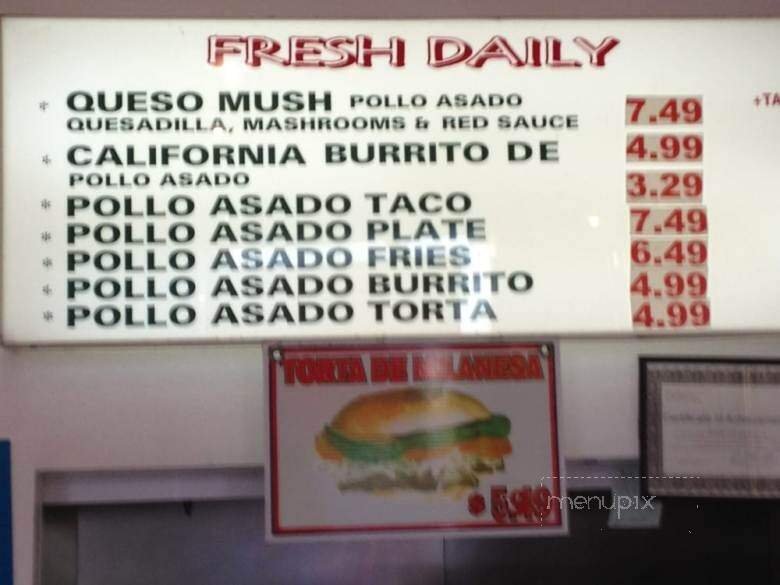 FRESH DAILY
* QUESO MUSH POLLO ASADO 7.49
QUESADILLA, MASHROOMS & RED SAUCE
* CALIFORNIA BURRITO DE 4.99
POLLO ASADO
* POLLO ASADO TACO 3.29
* POLLO ASADO PLATE 7.49
* POLLO ASADO FRIES 6.49
* POLLO ASADO BURRITO 4.99
* POLLO ASADO TORTA 4.99
+TA
TORTA DE MILANESA
menupix